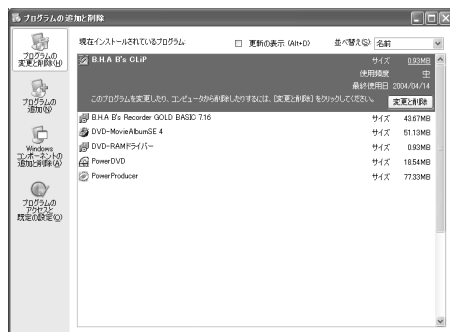 プログラムの追加と削除
プログラムの
変更と削除(H)
プログラムの
追加(N)
Windows
コンポーネントの
追加と削除(A)
プログラムの
アクセスと
既定の設定(O)
現在インストールされているプログラム:
更新の表示 (Alt+D)
並べ替え(S): 名前
B.H.A B's CLiP サイズ 0.93MB
使用頻度 中
最終使用日 2004/04/14
このプログラムを変更したり、コンピュータから削除したりするには、[変更と削除] をクリックしてください。 変更と削除
B.H.A B's Recorder GOLD BASIC 7.16 サイズ 43.67MB
DVD-MovieAlbumSE 4 サイズ 51.13MB
DVD-RAMドライバー サイズ 0.93MB
PowerDVD サイズ 18.54MB
PowerProducer サイズ 77.33MB